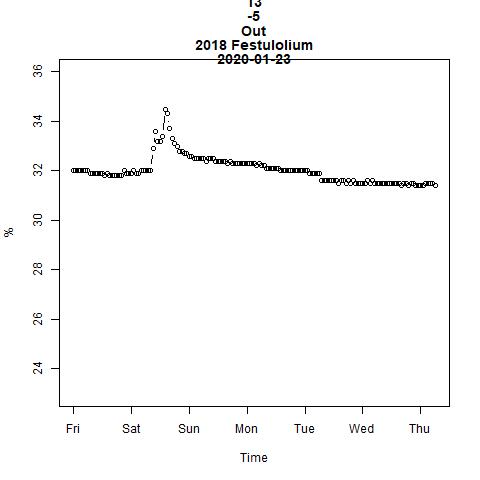 13
-5
Out
2018 Festulolium
2020-01-23
36
34
32
30
28
26
24
%
Fri Sat Sun Mon Tue Wed Thu
Time